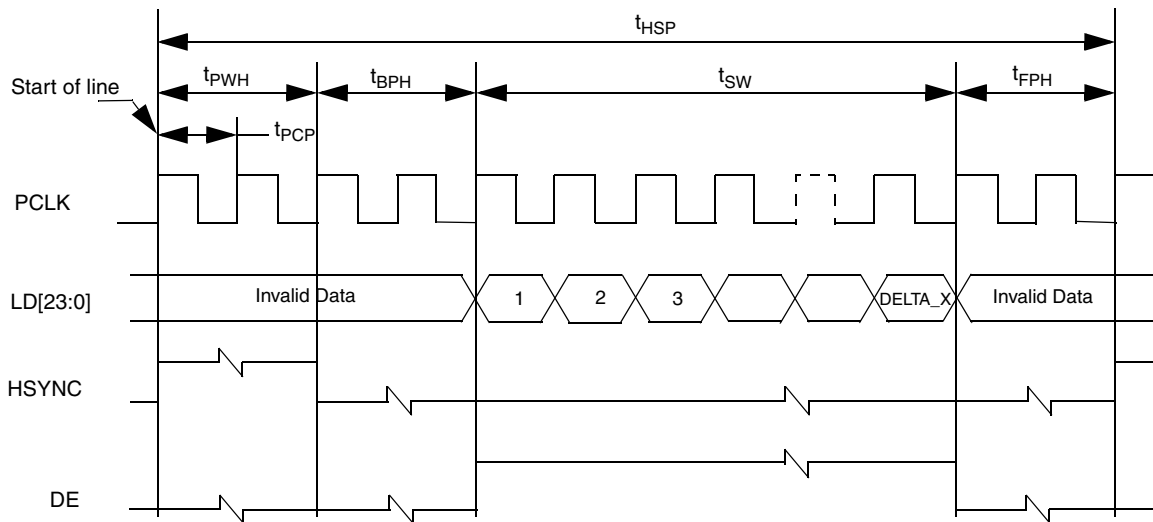 tHSP
Start of line
tPWH
tBPH
tSW
tFPH
tPCP
PCLK
LD[23:0]
Invalid Data
1
2
3
DELTA_X
Invalid Data
HSYNC
DE